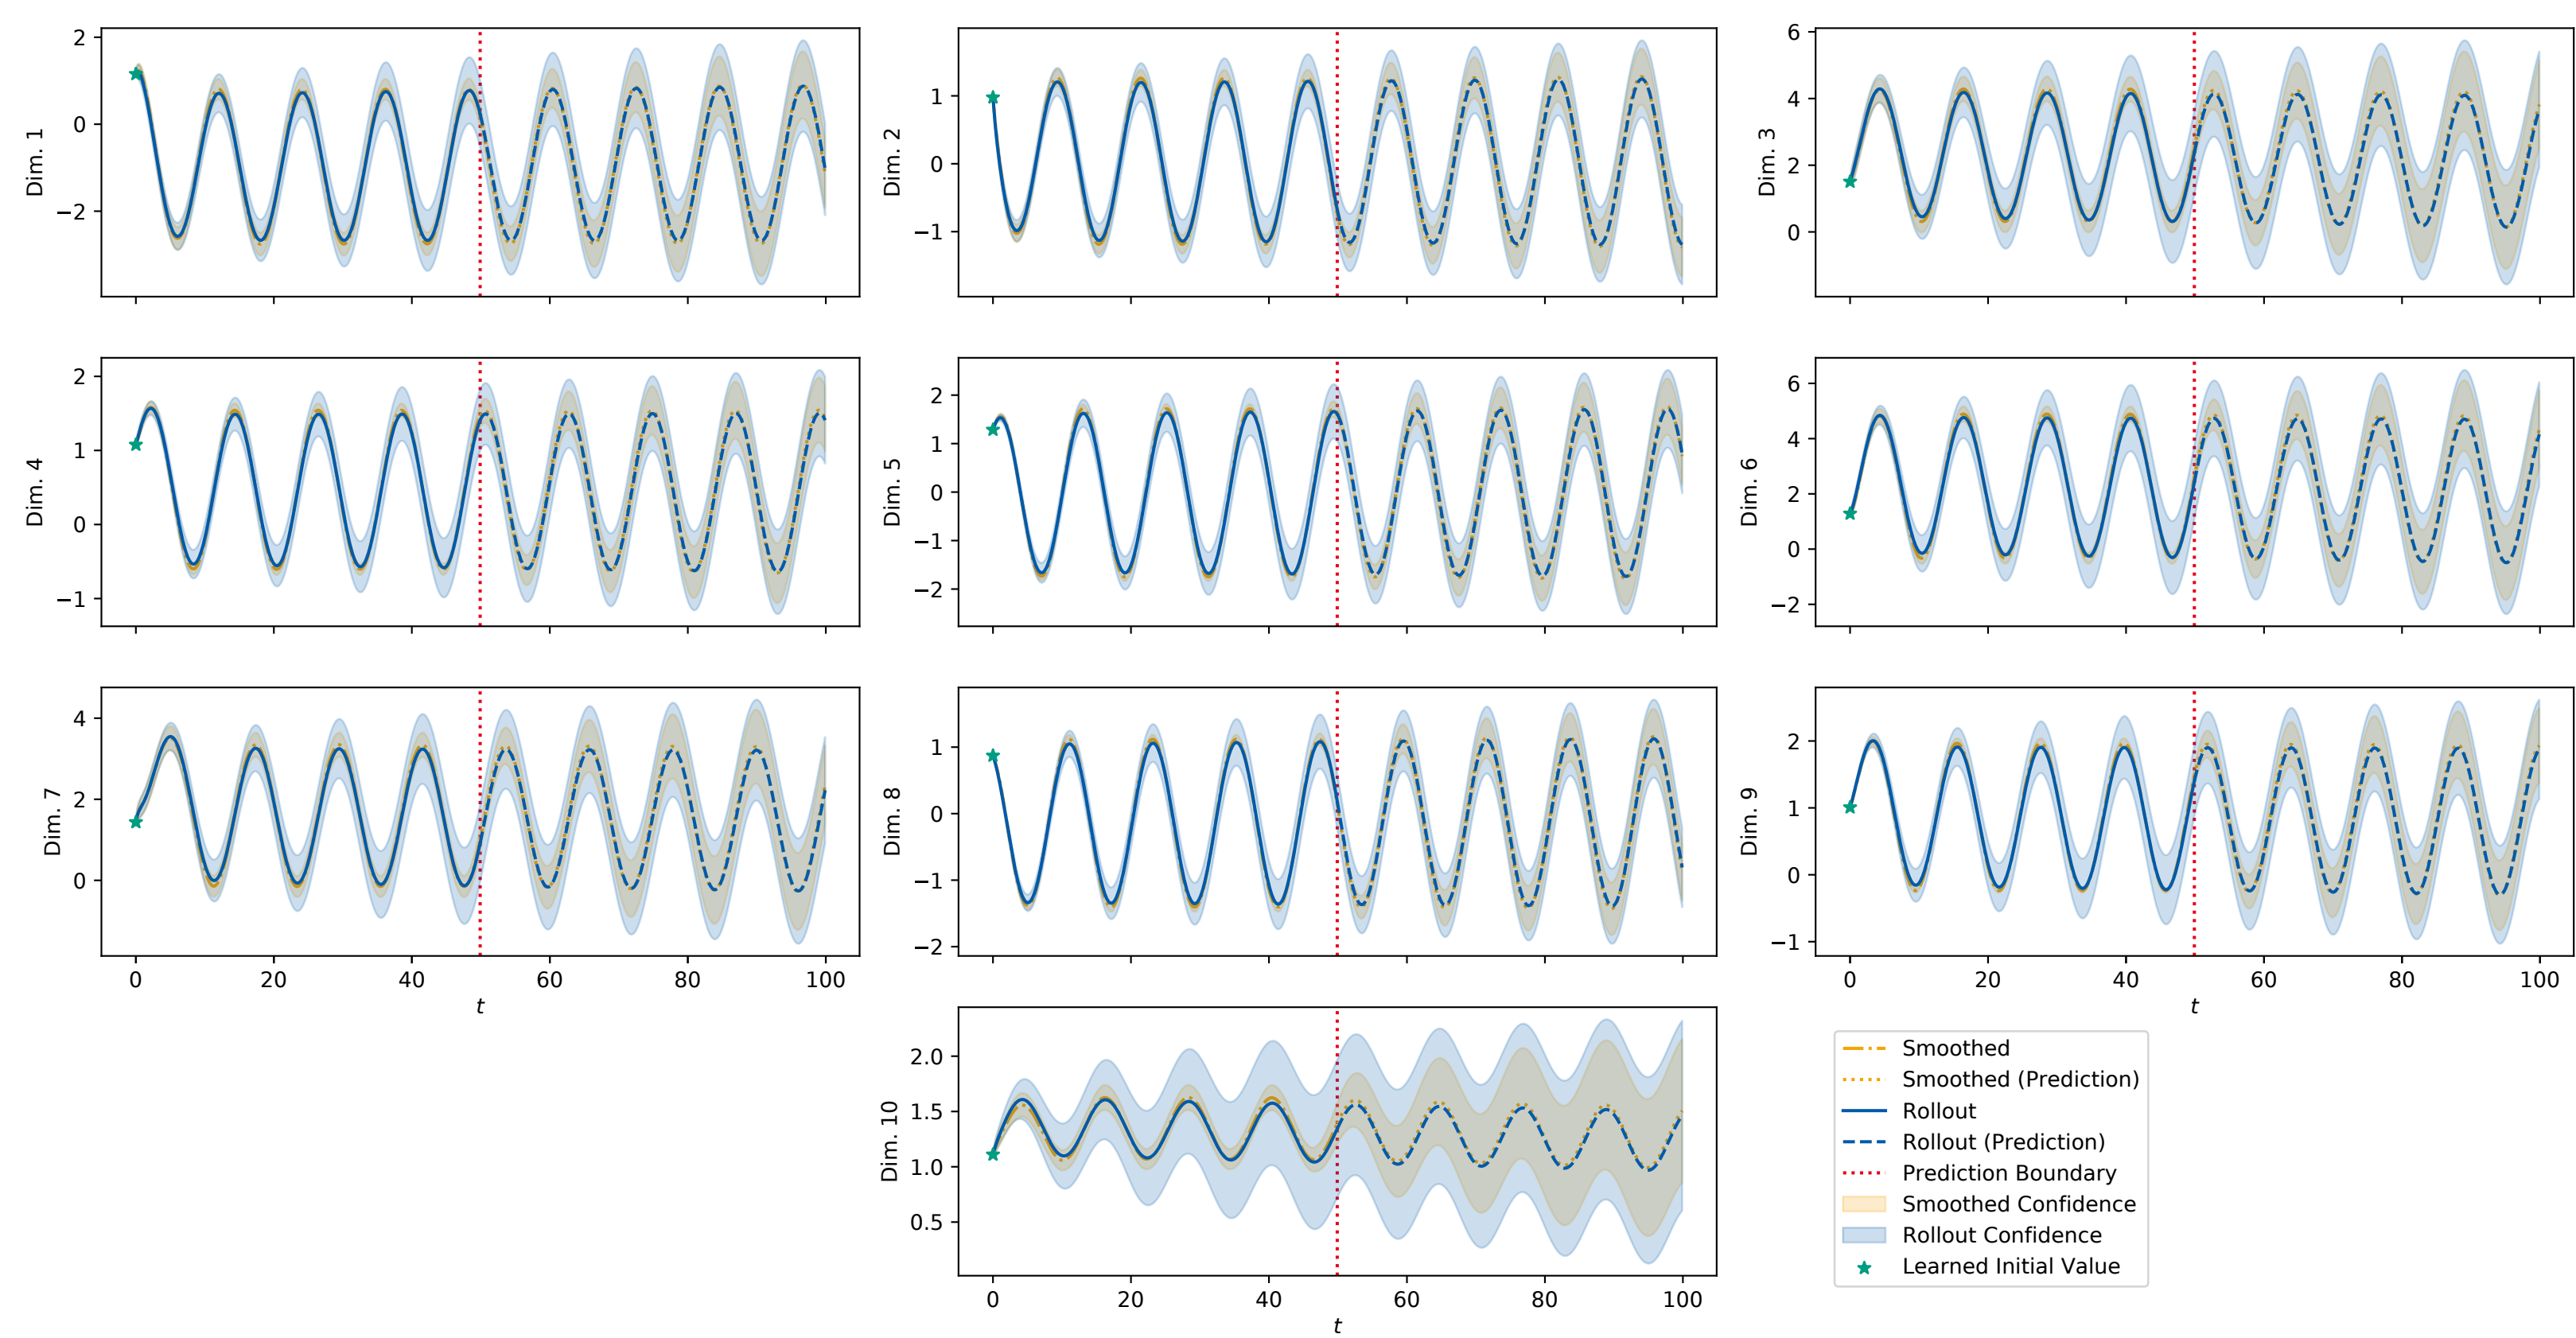 2
0
−2
Dim. 1
1
0
−1
Dim. 2
6
4
2
0
Dim. 3
2
1
0
−1
Dim. 4
2
1
0
−1
−2
Dim. 5
6
4
2
0
−2
Dim. 6
4
2
0
Dim. 7
0 20 40 60 80 100
t
1
0
−1
−2
Dim. 8
2
1
0
−1
Dim. 9
0 20 40 60 80 100
t
2.0
1.5
1.0
0.5
Dim. 10
0 20 40 60 80 100
t
Smoothed
Smoothed (Prediction)
Rollout
Rollout (Prediction)
Prediction Boundary
Smoothed Confidence
Rollout Confidence
Learned Initial Value